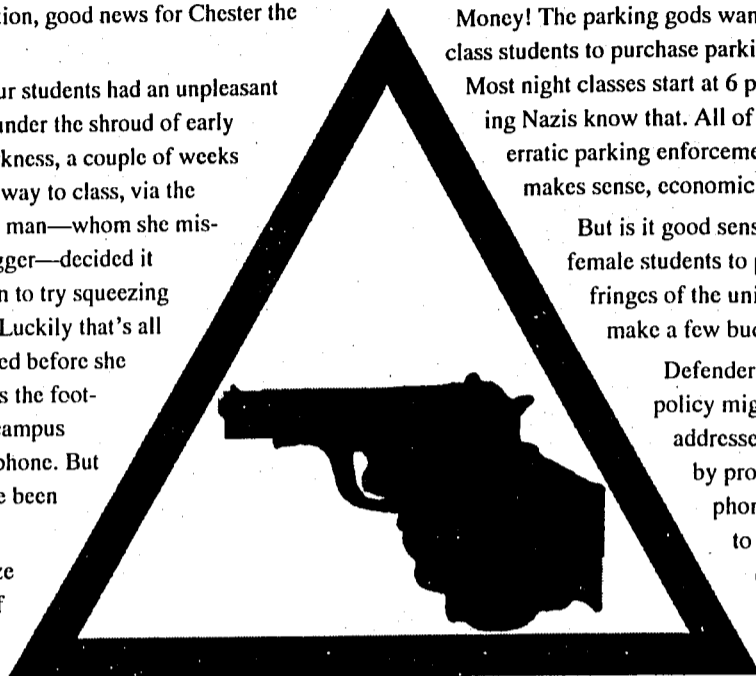 tion, good news for Chester the
ur students had an unpleasant
under the shroud of early
kness, a couple of weeks
way to class, via the
man—whom she mis-
gger—decided it
n to try squeezing
Luckily that's all
ed before she
s the foot-
ampus
phone. But
e been
ze
f
Money! The parking gods wan
class students to purchase parki
Most night classes start at 6 p
ing Nazis know that. All of
erratic parking enforceme
makes sense, economic
But is it good sens
female students to p
fringes of the uni
make a few buc
Defender
policy mig
addresse
by pro
phon
to